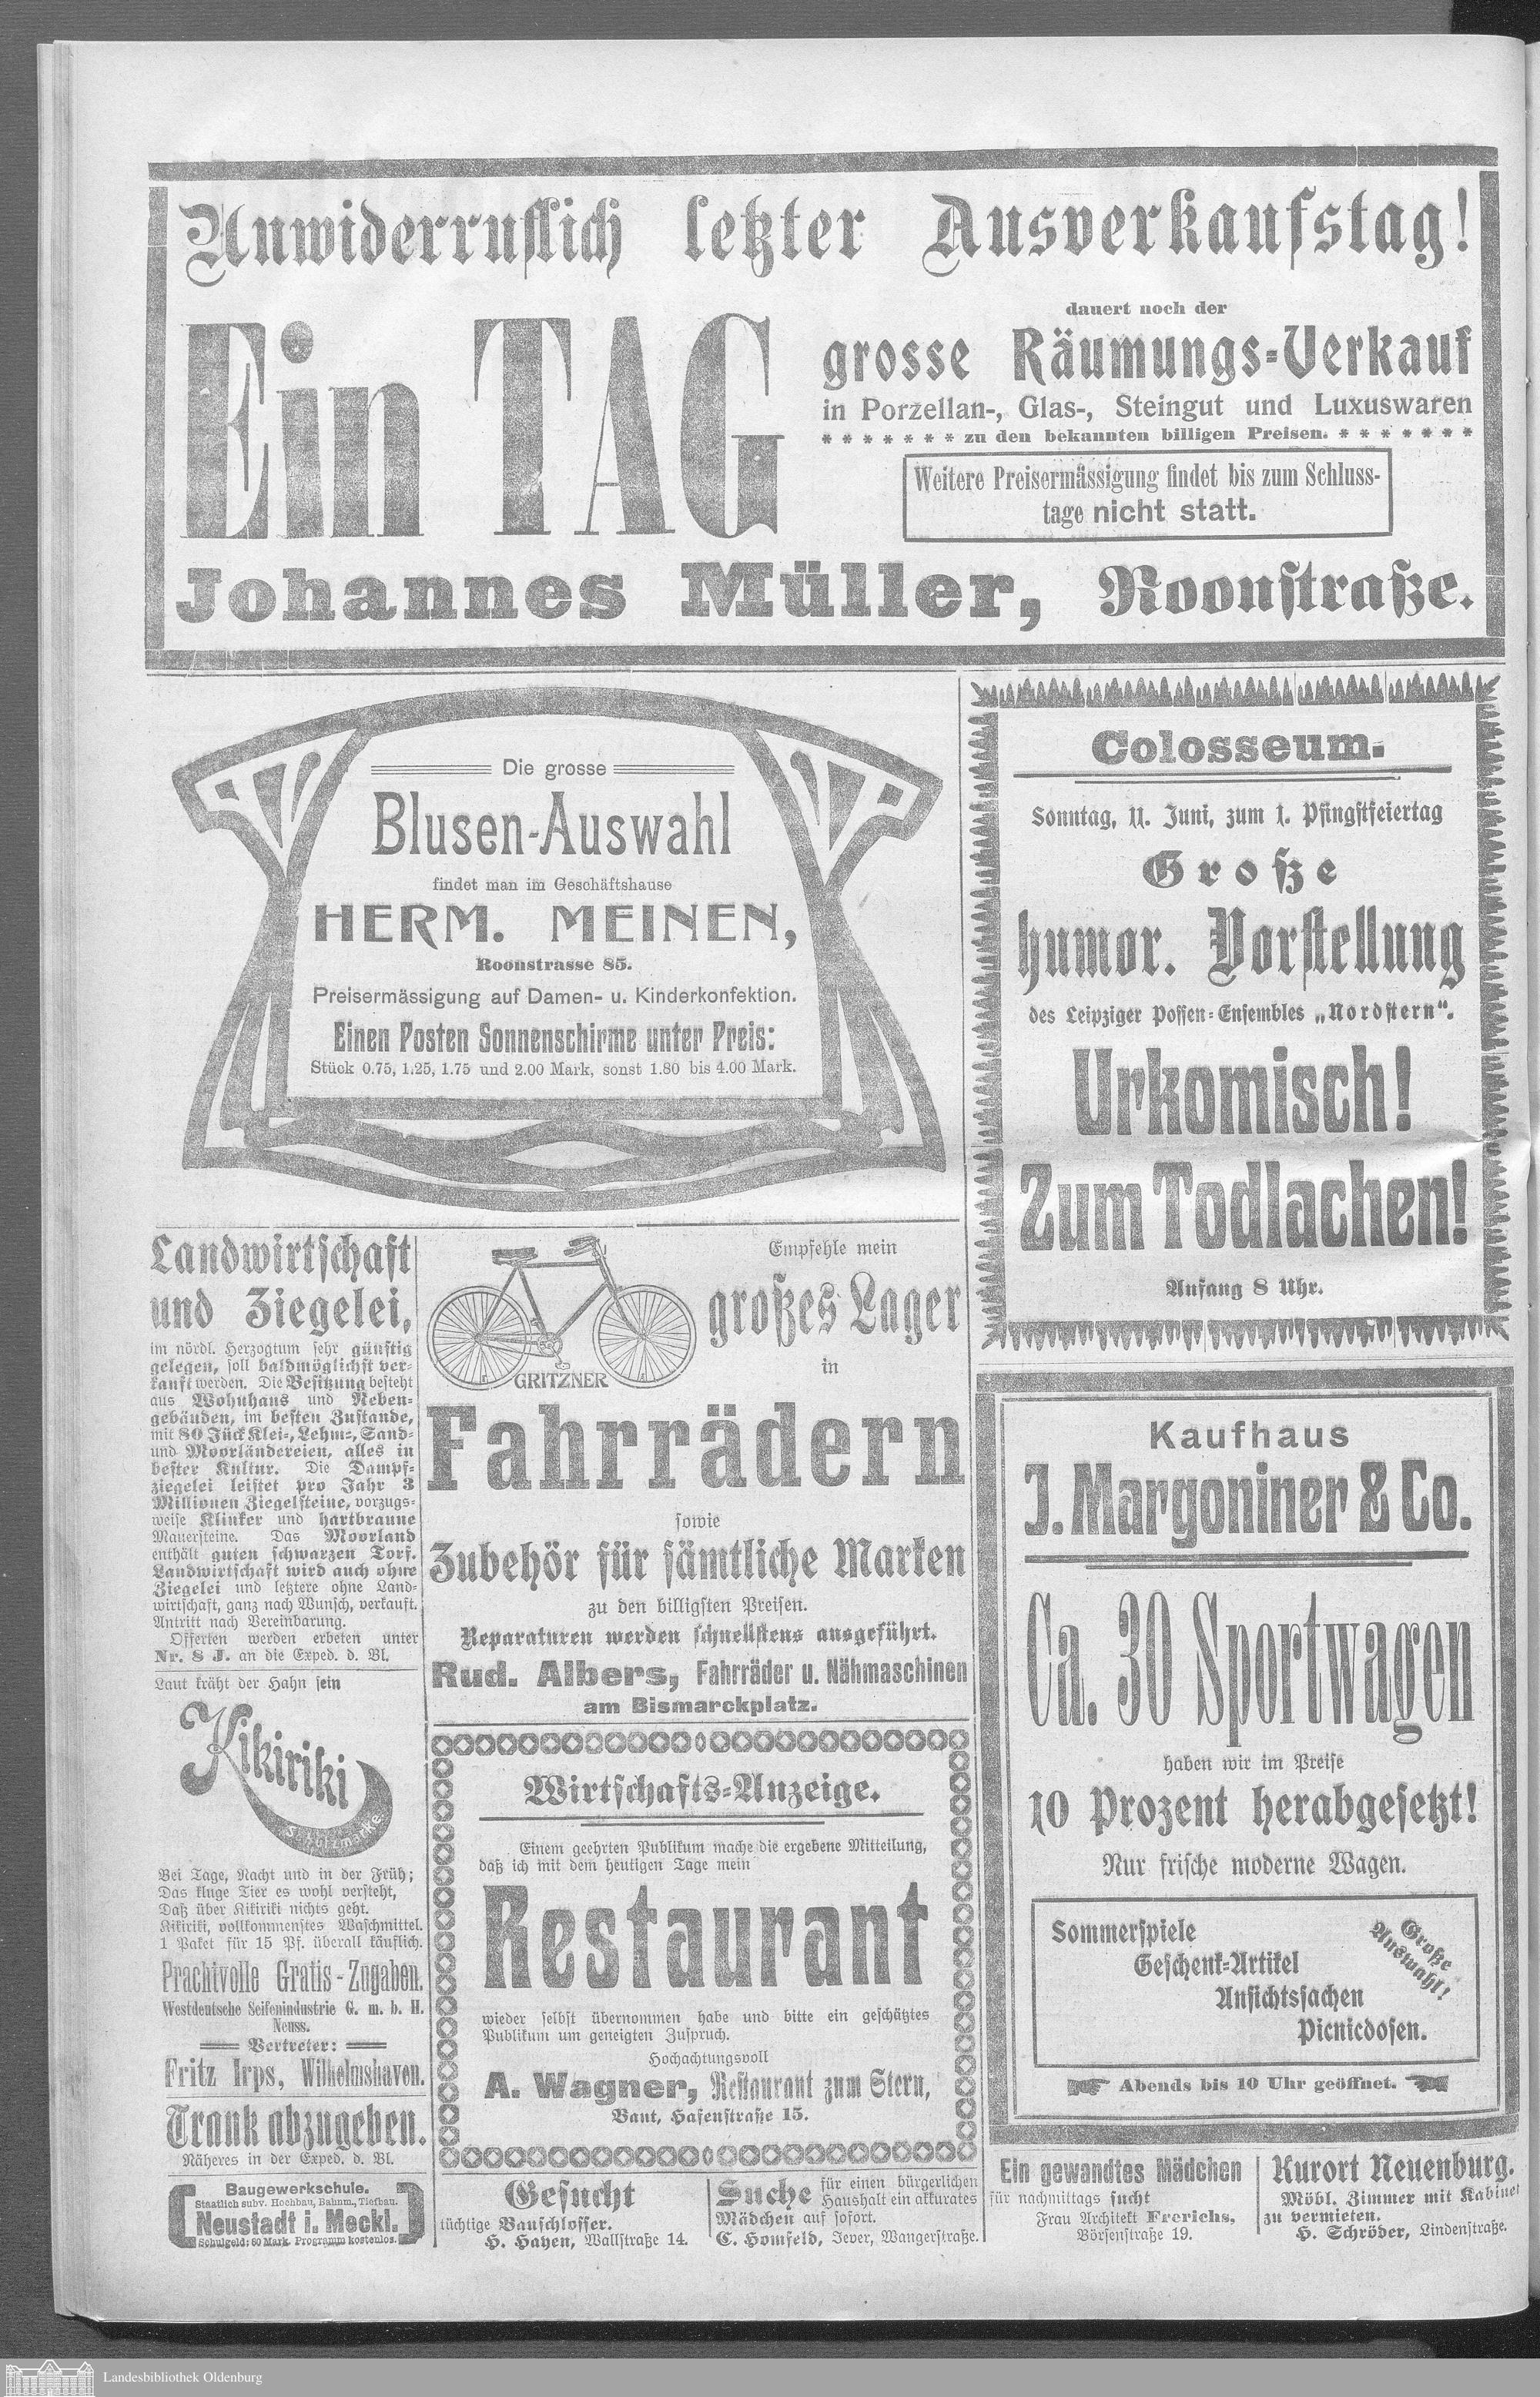 Unwiderruflich letzter Ausverkaufstag!
Ein TAG
dauert noch der
grosse Räumungs-Verkauf
in Porzellan-, Glas-, Steingut und Luxuswaren
* * * * * * * zu den bekannten billigen Preisen. * * * * * * *
Weitere Preisermässigung findet bis zum Schluss-
tage nicht statt.
Johannes Müller, Roonstraße.
Die grosse
Blusen-Auswahl
findet man im Geschäftshause
HERM. MEINEN,
Roonstrasse 85.
Preisermässigung auf Damen- u. Kinderkonfektion.
Einen Posten Sonnenschirme unter Preis:
Stück 0.75, 1.25, 1.75 und 2.00 Mark, sonst 1.80 bis 4.00 Mark.
Colosseum.
Sonntag, 11. Juni, zum 1. Pfingstfeiertag
Große
humor. Vorstellung
des Leipziger Possen-Ensembles „Nordstern“.
Urkomisch!
Zum Todlachen!
Anfang 8 Uhr.
Landwirtschaft
und Ziegelei,
im nördl. Herzogtum sehr günstig
gelegen, soll baldmöglichst ver-
kauft werden. Die Besitzung besteht
aus Wohnhaus und Neben-
gebäuden, im besten Zustande,
mit 80 Jück Klei-, Lehm-, Sand-
und Moorländereien, alles in
bester Kultur. Die Dampf-
ziegelei leistet pro Jahr 3
Millionen Ziegelsteine, vorzugs-
weise Klinker und hartbraune
Mauersteine. Das Moorland
enthält guten schwarzen Torf.
Landwirtschaft wird auch ohne
Ziegelei und letztere ohne Land-
wirtschaft, ganz nach Wunsch, verkauft.
Antritt nach Vereinbarung.
Offerten werden erbeten unter
Nr. 8 J. an die Exped. d. Bl.
Laut kräht der Hahn sein
Kikiriki
Schutzmarke
Bei Tage, Nacht und in der Früh;
Das kluge Tier es wohl versteht,
Daß über Kikiriki nichts geht.
Kikiriki, vollkommenstes Waschmittel.
1 Paket für 15 Pf. überall käuflich.
Prachtvolle Gratis-Zugaben.
Westdeutsche Seifenindustrie G. m. b. H.
Neuss.
Vertreter:
Fritz Irps, Wilhelmshaven.
Trank abzugeben.
Näheres in der Exped. d. Bl.
Baugewerkschule.
Staatlich subv. Hochbau, Bahnm., Tiefbau.
Neustadt i. Meckl.
Schulgeld: 80 Mark. Programm kostenlos.
GRITZNER
Empfehle mein
großes Lager
in
Fahrrädern
sowie
Zubehör für sämtliche Marken
zu den billigsten Preisen.
Reparaturen werden schnellstens ausgeführt.
Rud. Albers, Fahrräder u. Nähmaschinen
am Bismarckplatz.
Wirtschafts-Anzeige.
Einem geehrten Publikum mache die ergebene Mitteilung,
daß ich mit dem heutigen Tage mein
Restaurant
wieder selbst übernommen habe und bitte ein geschütztes
Publikum um geneigten Zuspruch.
Hochachtungsvoll
A. Wagner, Restaurant zum Stern,
Bant, Hafenstraße 15.
Gesucht
tüchtige Bauschlosser.
H. Hayen, Wallstraße 14.
Suche für einen bürgerlichen
Haushalt ein akkurates
Mädchen auf sofort.
C. Homfeld, Jever, Wangerstraße.
Kaufhaus
J. Margoniner & Co.
Ca. 30 Sportwagen
haben wir im Preise
10 Prozent herabgesetzt!
Nur frische moderne Wagen.
Sommerspiele
Geschenk-Artikel
Ansichtssachen
Picnicdosen.
Große
Auswahl!
Abends bis 10 Uhr geöffnet.
Ein gewandtes Mädchen
für nachmittags sucht
Frau Architekt Frerichs,
Börsenstraße 19.
Kurort Neuenburg.
Möbl. Zimmer mit Kabinet
zu vermieten.
H. Schröder, Lindenstraße.
Landesbibliothek Oldenburg